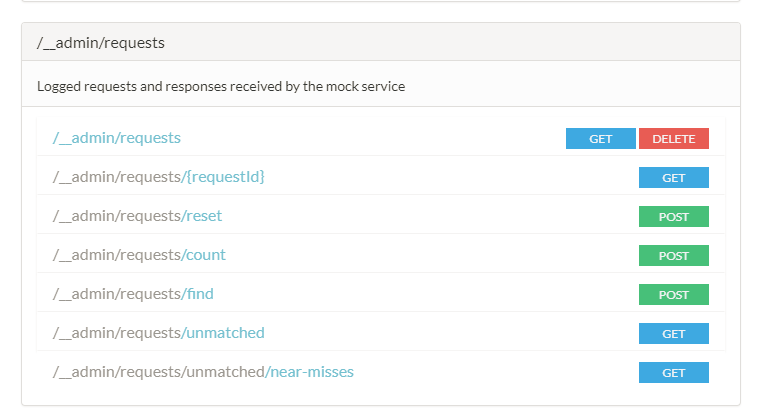 /__admin/requests
Logged requests and responses received by the mock service
/__admin/requests GET DELETE
/__admin/requests/{requestId} GET
/__admin/requests/reset POST
/__admin/requests/count POST
/__admin/requests/find POST
/__admin/requests/unmatched GET
/__admin/requests/unmatched/near-misses GET